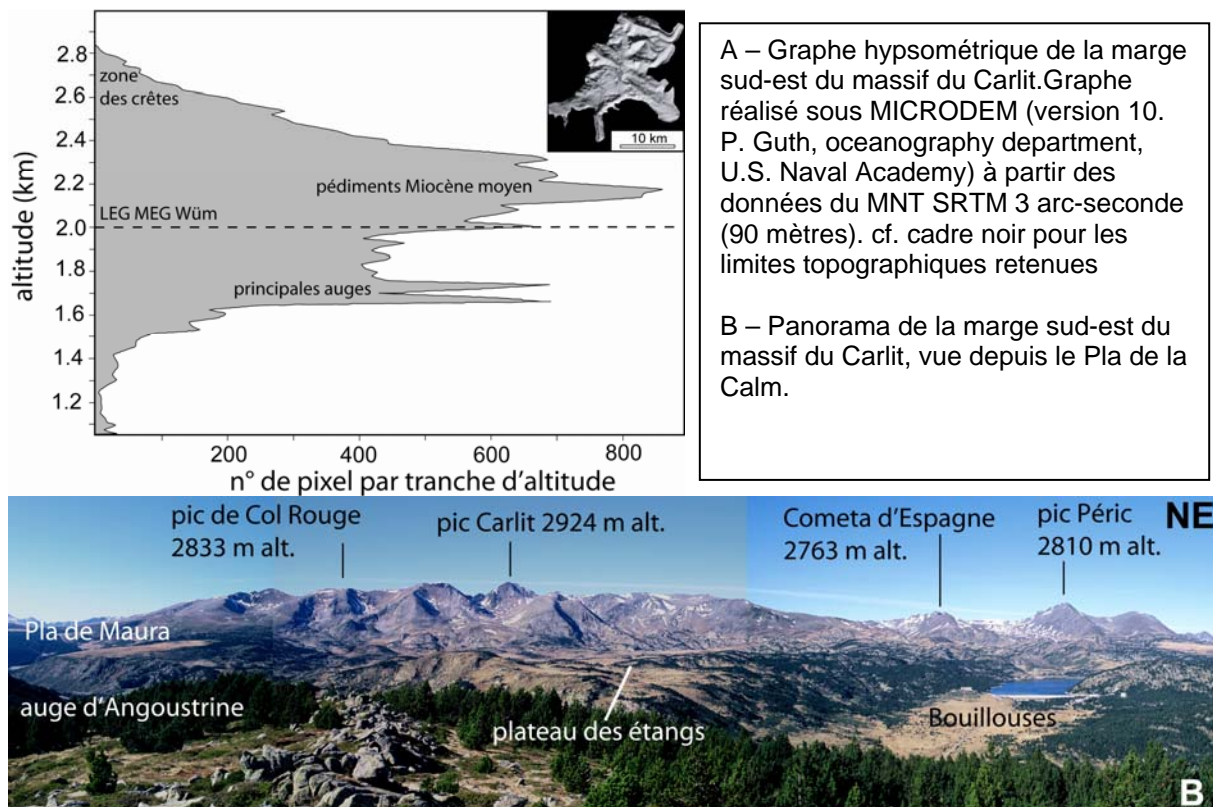 2.8
2.6
2.4
2.2
2.0
1.8
1.6
1.4
1.2
altitude (km)
zone
des crêtes
pédiments Miocène moyen
LEG MEG Wüm
principales auges
10 km
200
400
600
800
n° de pixel par tranche d'altitude
A – Graphe hypsométrique de la marge
sud-est du massif du Carlit.Graphe
réalisé sous MICRODEM (version 10.
P. Guth, oceanography department,
U.S. Naval Academy) à partir des
données du MNT SRTM 3 arc-seconde
(90 mètres). cf. cadre noir pour les
limites topographiques retenues
B – Panorama de la marge sud-est du
massif du Carlit, vue depuis le Pla de la
Calm.
pic de Col Rouge
2833 m alt.
pic Carlit 2924 m alt.
Cometa d'Espagne
2763 m alt.
pic Péric
2810 m alt.
NE
Pla de Maura
auge d'Angoustrine
plateau des étangs
Bouillouses
B